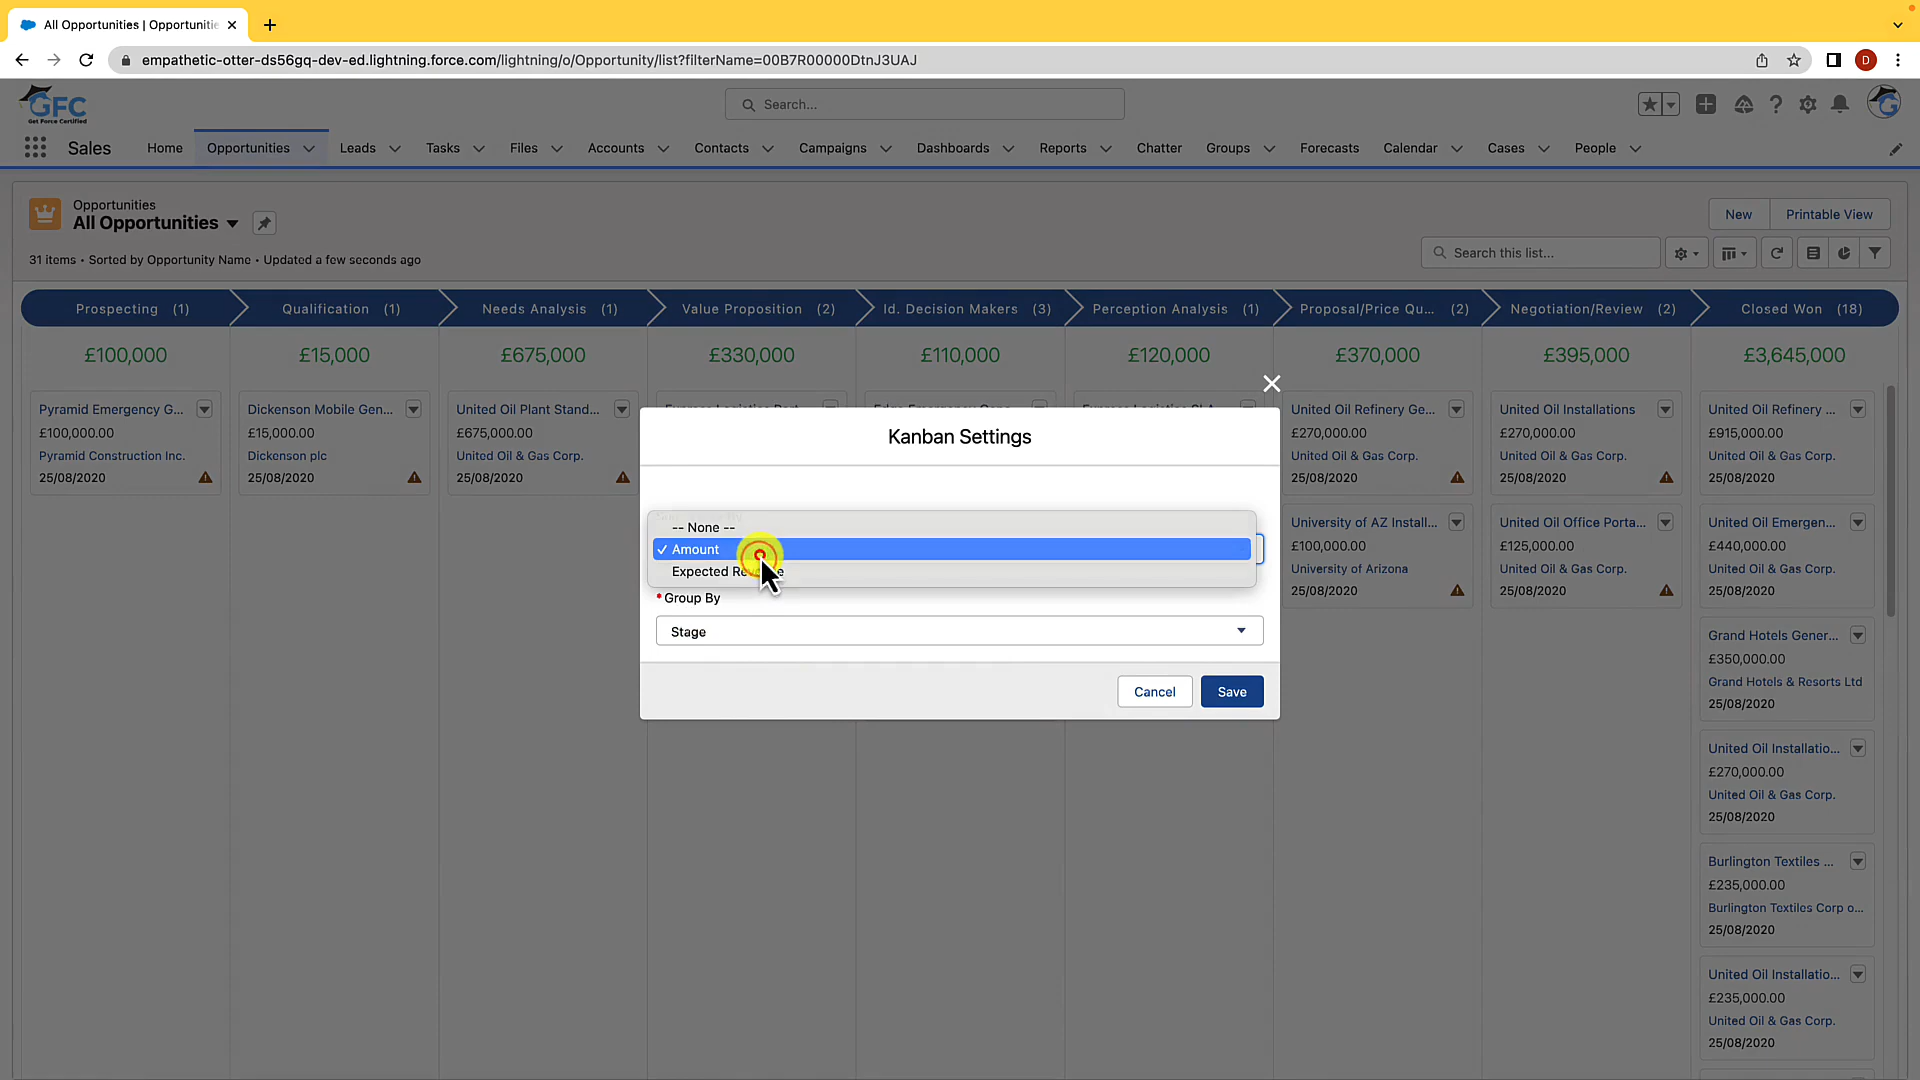 All Opportunities | Opportunitie
empathetic-otter-ds56gq-dev-ed.lightning.force.com/lightning/o/Opportunity/list?filterName=00B7R00000DtnJ3UAJ
D
GFC
Get Force Certified
Search...
Sales
Home
Opportunities
Leads
Tasks
Files
Accounts
Contacts
Campaigns
Dashboards
Reports
Chatter
Groups
Forecasts
Calendar
Cases
People
Opportunities
All Opportunities
New
Printable View
31 items • Sorted by Opportunity Name • Updated a few seconds ago
Search this list...
Prospecting (1)
Qualification (1)
Needs Analysis (1)
Value Proposition (2)
Id. Decision Makers (3)
Perception Analysis (1)
Proposal/Price Qu... (2)
Negotiation/Review (2)
Closed Won (18)
£100,000
£15,000
£675,000
£330,000
£110,000
£120,000
£370,000
£395,000
£3,645,000
Pyramid Emergency G...
£100,000.00
Pyramid Construction Inc.
25/08/2020
Dickenson Mobile Gen...
£15,000.00
Dickenson plc
25/08/2020
United Oil Plant Stand...
£675,000.00
United Oil & Gas Corp.
25/08/2020
Kanban Settings
-- None --
Amount
Expected
Group By
Stage
Cancel
Save
United Oil Refinery Ge...
£270,000.00
United Oil & Gas Corp.
25/08/2020
University of AZ Install...
£100,000.00
University of Arizona
25/08/2020
United Oil Installations
£270,000.00
United Oil & Gas Corp.
25/08/2020
United Oil Office Porta...
£125,000.00
United Oil & Gas Corp.
25/08/2020
United Oil Refinery ...
£915,000.00
United Oil & Gas Corp.
25/08/2020
United Oil Emergen...
£440,000.00
United Oil & Gas Corp.
25/08/2020
Grand Hotels Gener...
£350,000.00
Grand Hotels & Resorts Ltd
25/08/2020
United Oil Installatio...
£270,000.00
United Oil & Gas Corp.
25/08/2020
Burlington Textiles ...
£235,000.00
Burlington Textiles Corp o...
25/08/2020
United Oil Installatio...
£235,000.00
United Oil & Gas Corp.
25/08/2020